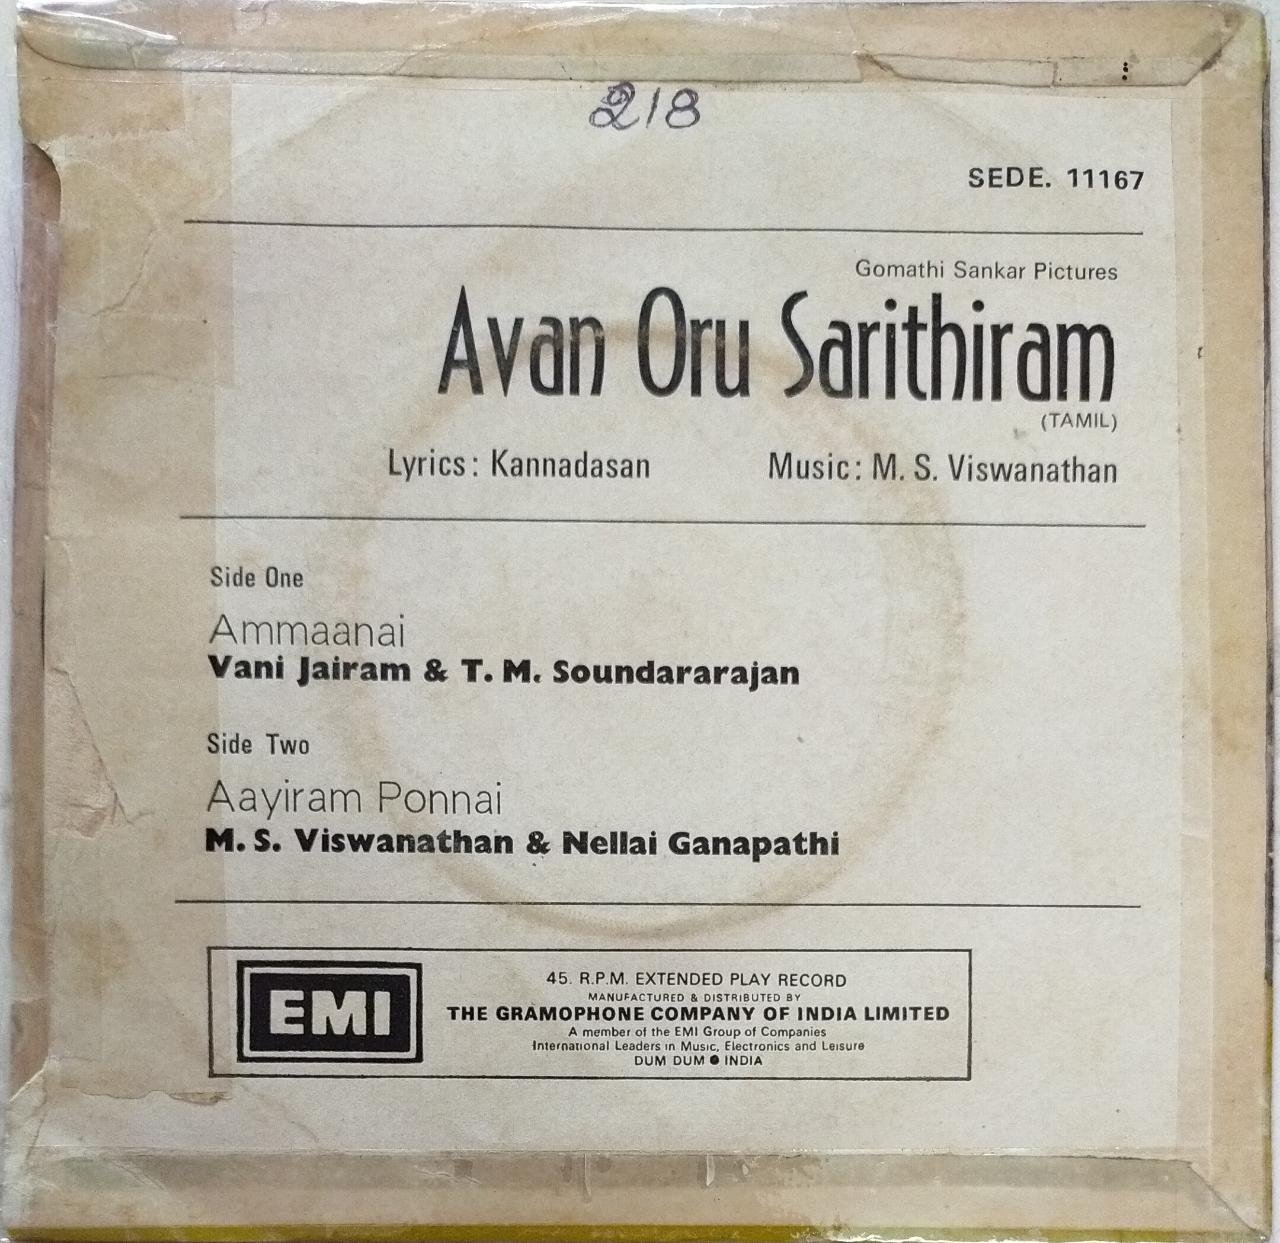 218
SEDE. 11167
Gomathi Sankar Pictures
Avan Oru Sarithiram
(TAMIL)
Lyrics : Kannadasan Music : M. S. Viswanathan
Side One
Ammaanai
Vani Jairam & T. M. Soundararajan
Side Two
Aayiram Ponnai
M. S. Viswanathan & Nellai Ganapathi
EMI
45. R.P.M. EXTENDED PLAY RECORD
MANUFACTURED & DISTRIBUTED BY
THE GRAMOPHONE COMPANY OF INDIA LIMITED
A member of the EMI Group of Companies
International Leaders in Music, Electronics and Leisure
DUM DUM ● INDIA